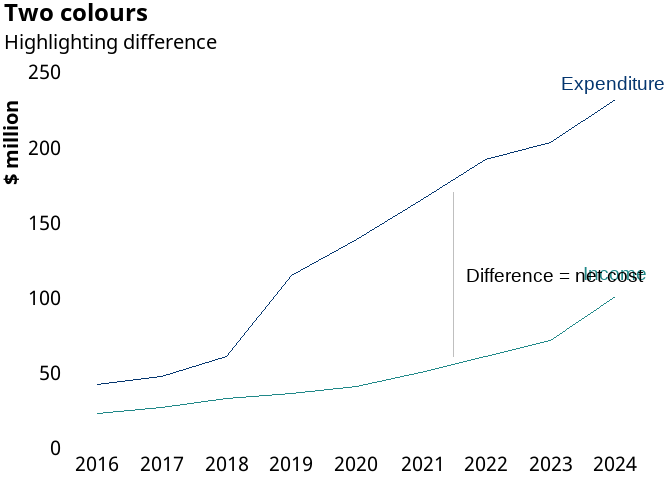 Two colours
Highlighting difference
$ million
250
200
150
100
50
0
Expenditure
Income
Difference = net cost
2016 2017 2018 2019 2020 2021 2022 2023 2024